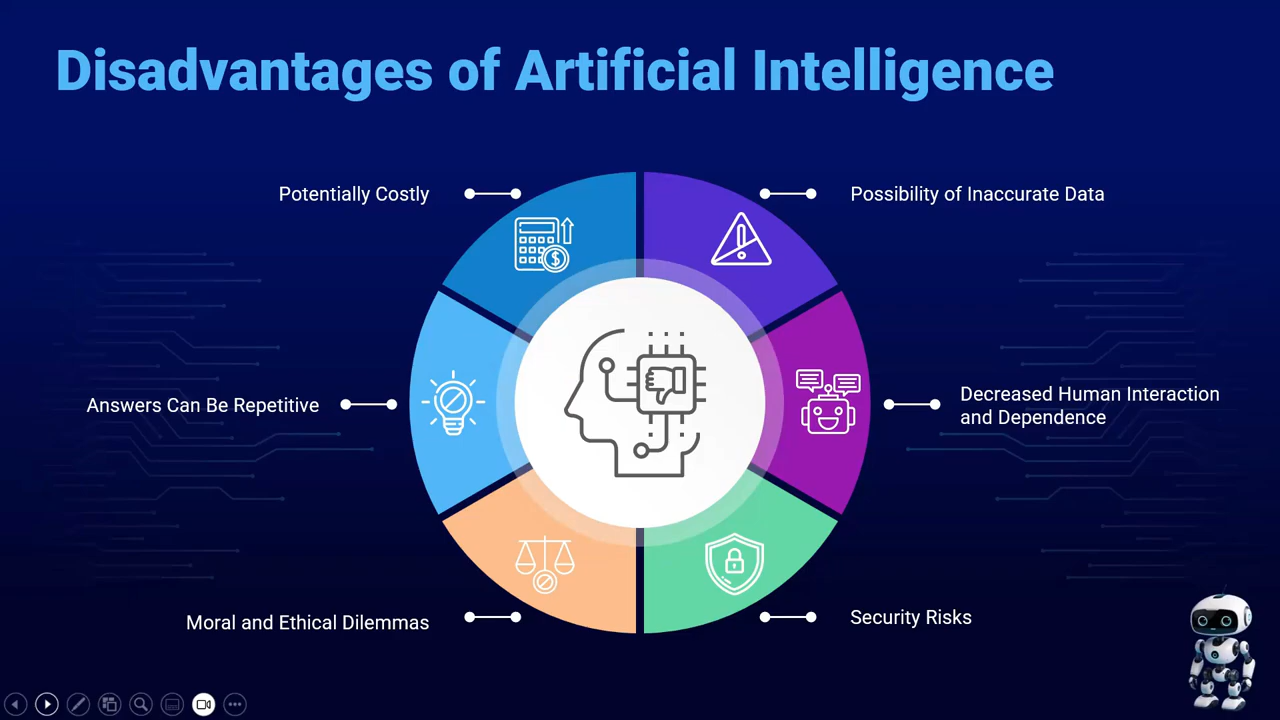 Disadvantages of Artificial Intelligence
Potentially Costly
Possibility of Inaccurate Data
Answers Can Be Repetitive
Decreased Human Interaction
and Dependence
Moral and Ethical Dilemmas
Security Risks